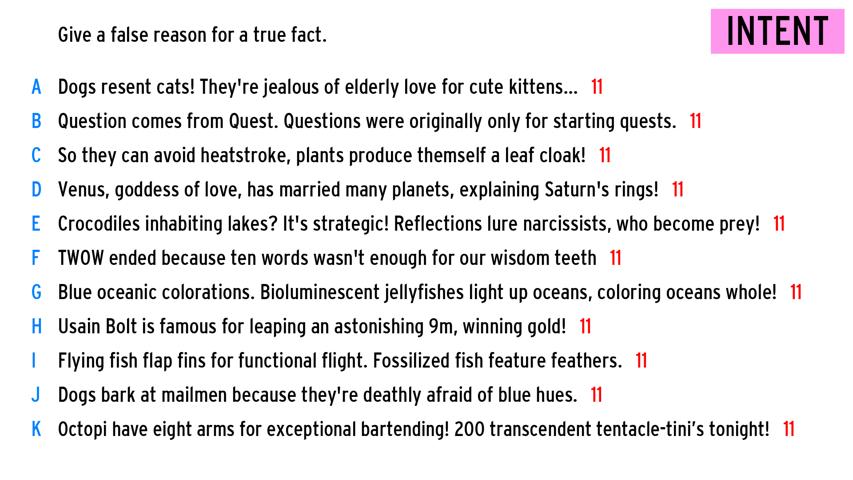 Give a false reason for a true fact.
INTENT
A Dogs resent cats! They're jealous of elderly love for cute kittens... 11
B Question comes from Quest. Questions were originally only for starting quests. 11
C So they can avoid heatstroke, plants produce themself a leaf cloak! 11
D Venus, goddess of love, has married many planets, explaining Saturn's rings! 11
E Crocodiles inhabiting lakes? It's strategic! Reflections lure narcissists, who become prey! 11
F TWOW ended because ten words wasn't enough for our wisdom teeth 11
G Blue oceanic colorations. Bioluminescent jellyfishes light up oceans, coloring oceans whole! 11
H Usain Bolt is famous for leaping an astonishing 9m, winning gold! 11
I Flying fish flap fins for functional flight. Fossilized fish feature feathers. 11
J Dogs bark at mailmen because they're deathly afraid of blue hues. 11
K Octopi have eight arms for exceptional bartending! 200 transcendent tentacle-tini’s tonight! 11